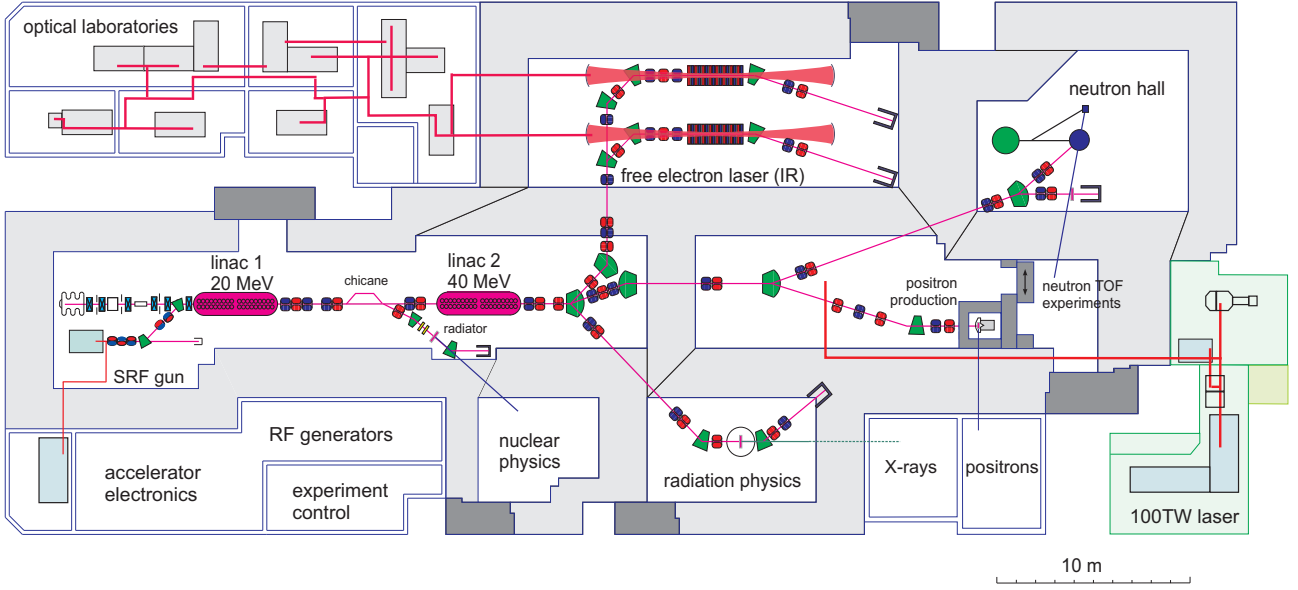 optical laboratories
neutron hall
free electron laser (IR)
linac 1
20 MeV
chicane
linac 2
40 MeV
positron
production
neutron TOF
experiments
radiator
SRF gun
RF generators
accelerator
electronics
experiment
control
nuclear
physics
radiation physics
X-rays
positrons
100TW laser
10 m